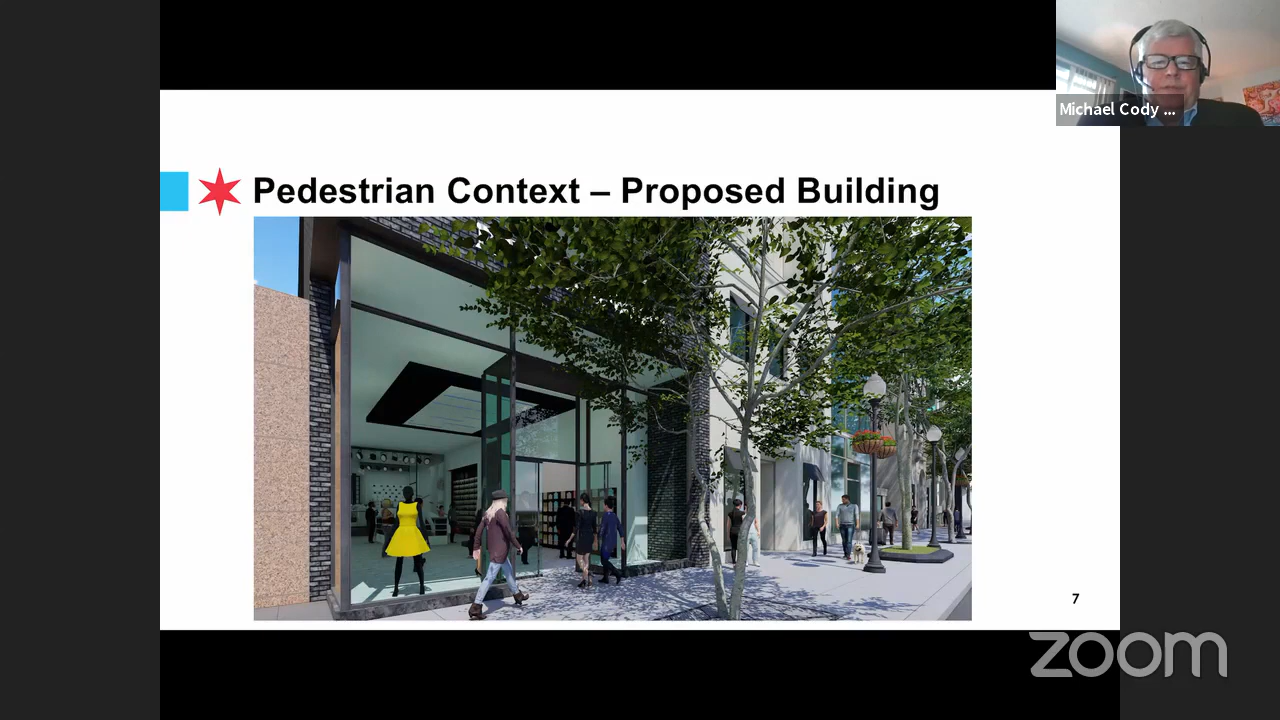 Michael Cody ...
Pedestrian Context – Proposed Building
7
zoom